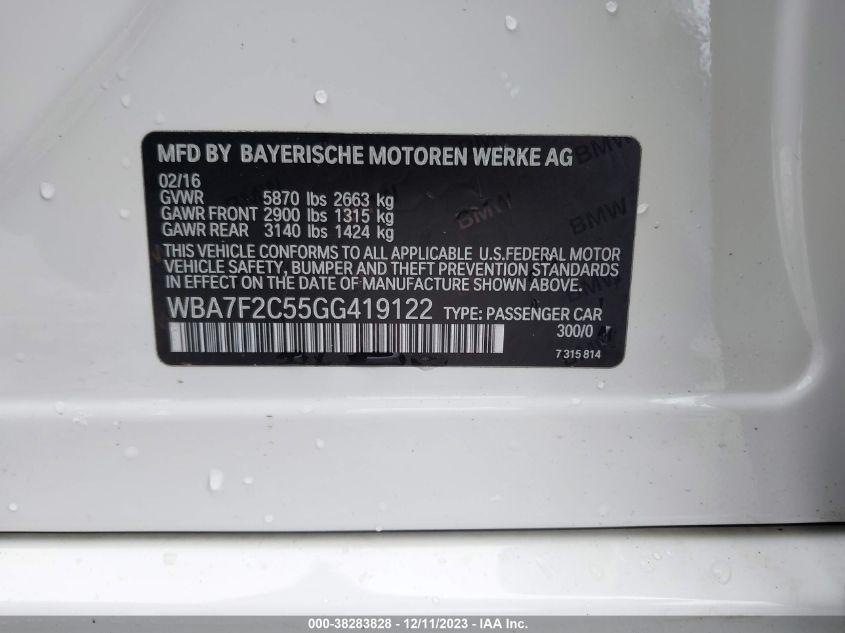 MFD BY BAYERISCHE MOTOREN WERKE AG
02/16
GVWR 5870 lbs 2663 kg
GAWR FRONT 2900 lbs 1315 kg
GAWR REAR 3140 lbs 1424 kg
THIS VEHICLE CONFORMS TO ALL APPLICABLE U.S.FEDERAL MOTOR
VEHICLE SAFETY, BUMPER AND THEFT PREVENTION STANDARDS
IN EFFECT ON THE DATE OF MANUFACTURE SHOWN ABOVE.
WBA7F2C55GG419122 TYPE: PASSENGER CAR
300/0
7 315 814
BMW
BMW
BMW
000-38283828 - 12/11/2023 - IAA Inc.